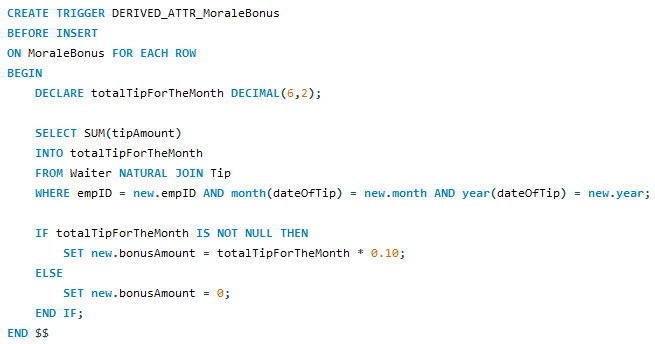 CREATE TRIGGER DERIVED_ATTR_MoraleBonus
BEFORE INSERT
ON MoraleBonus FOR EACH ROW
BEGIN
    DECLARE totalTipForTheMonth DECIMAL(6,2);

    SELECT SUM(tipAmount)
    INTO totalTipForTheMonth
    FROM Waiter NATURAL JOIN Tip
    WHERE empID = new.empID AND month(dateOfTip) = new.month AND year(dateOfTip) = new.year;

    IF totalTipForTheMonth IS NOT NULL THEN
        SET new.bonusAmount = totalTipForTheMonth * 0.10;
    ELSE
        SET new.bonusAmount = 0;
    END IF;
END $$